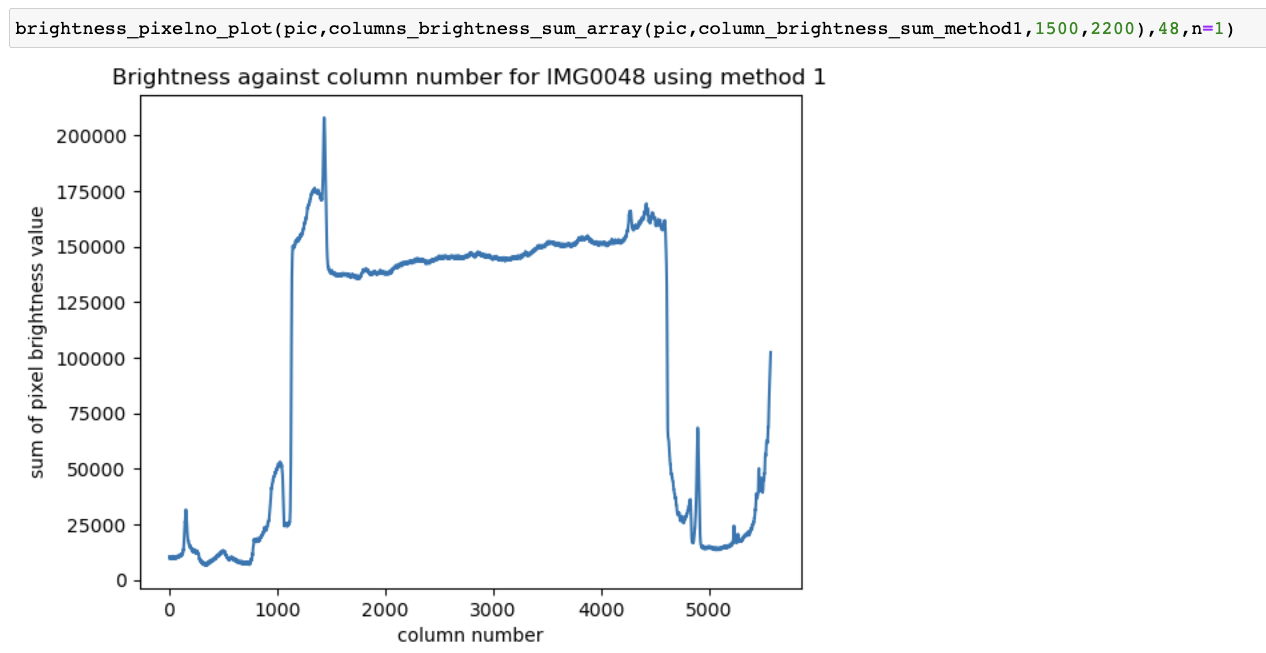 brightness_pixelno_plot(pic,columns_brightness_sum_array(pic,column_brightness_sum_method1,1500,2200),48,n=1)
Brightness against column number for IMG0048 using method 1
200000
175000
150000
125000
100000
75000
50000
25000
0
sum of pixel brightness value
0 1000 2000 3000 4000 5000
column number